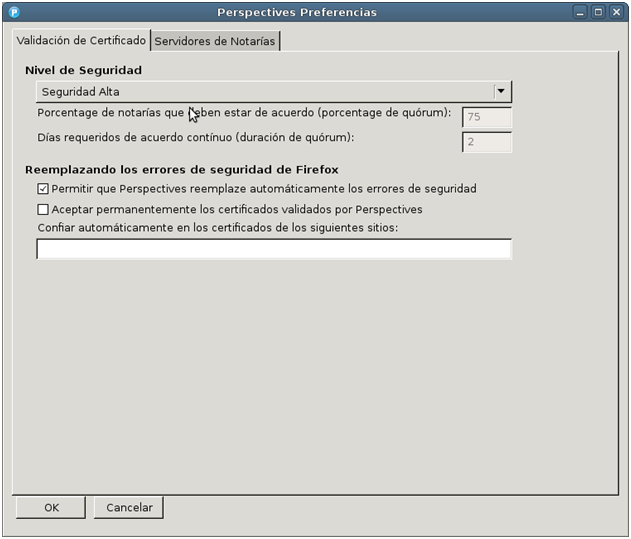 P
Perspectives Preferencias
Validación de Certificado
Servidores de Notarías
Nivel de Seguridad
Seguridad Alta
Porcentage de notarías que deben estar de acuerdo (porcentage de quórum):
75
Días requeridos de acuerdo contínuo (duración de quórum):
2
Reemplazando los errores de seguridad de Firefox
Permitir que Perspectives reemplaze automáticamente los errores de seguridad
Aceptar permanentemente los certificados validados por Perspectives
Confiar automáticamente en los certificados de los siguientes sitios:
OK
Cancelar